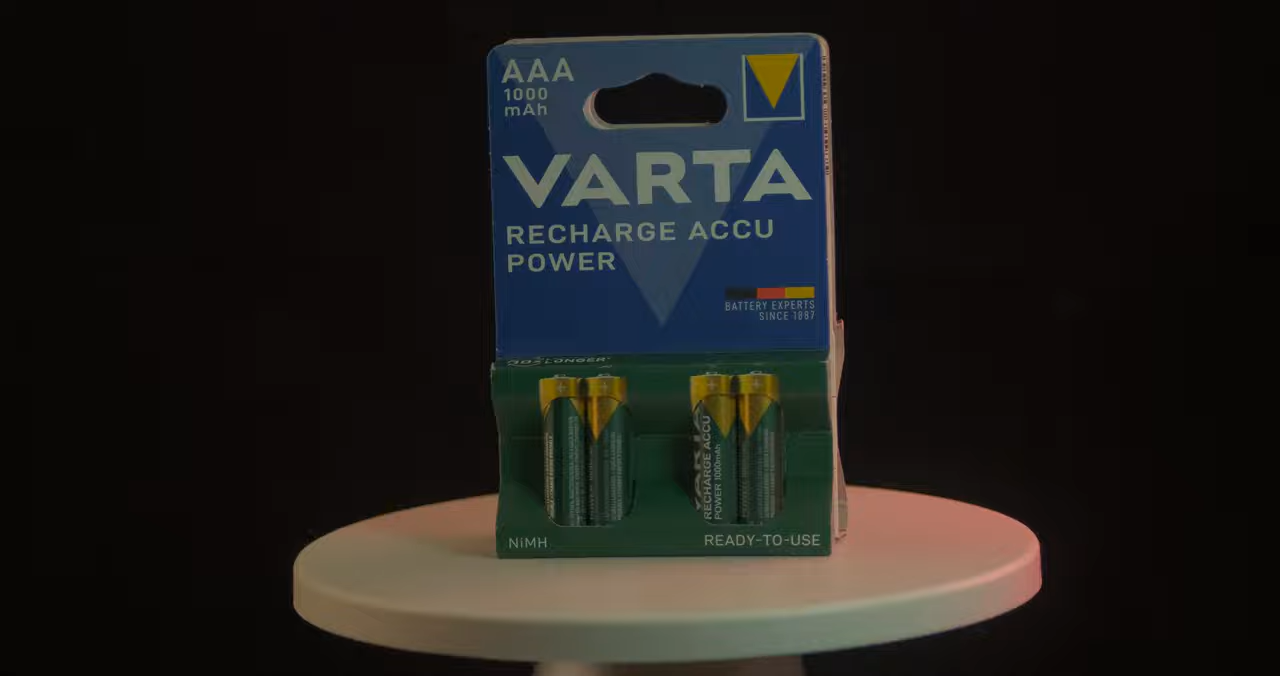 AAA
1000
mAh
VARTA
RECHARGE ACCU
POWER
BATTERY EXPERTS
SINCE 1887
LONGER
VARTA
RECHARGE ACCU
POWER 1000mAh
NiMH
READY-TO-USE